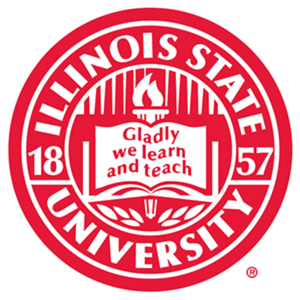 ILLINOIS STATE
Gladly
we learn
and teach
18 57
UNIVERSITY
®